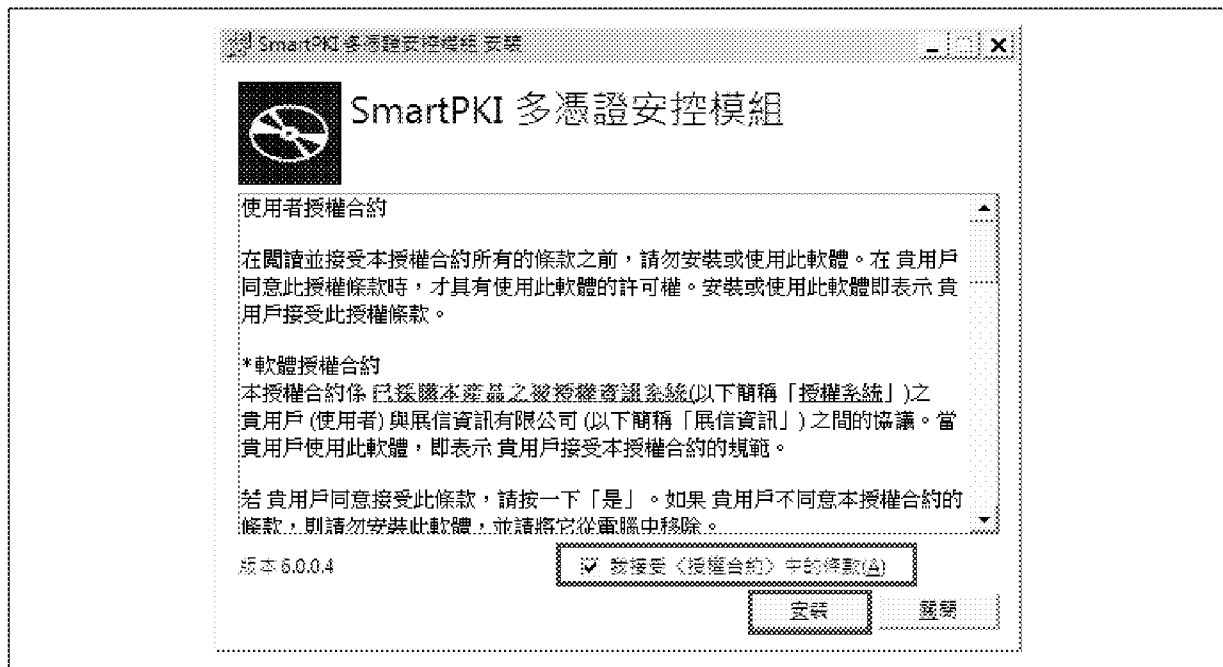 SmartPKI 多憑證安控模組 安裝
SmartPKI 多憑證安控模組
使用者授權合約
在閱讀並接受本授權合約所有的條款之前，請勿安裝或使用此軟體。在 貴用戶
同意此授權條款時，才具有使用此軟體的許可權。安裝或使用此軟體即表示 貴
用戶接受此授權條款。
*軟體授權合約
本授權合約係 已採購本產品之被授權資訊系統(以下簡稱「授權系統」)之
貴用戶 (使用者) 與展信資訊有限公司 (以下簡稱「展信資訊」) 之間的協議。當
貴用戶使用此軟體，即表示 貴用戶接受本授權合約的規範。
若 貴用戶同意接受此條款，請按一下「是」。如果 貴用戶不同意本授權合約的
條款，則請勿安裝此軟體，並請將它從電腦中移除。
版本 6.0.0.4
我接受《授權合約》中的條款(A)
安裝
關閉